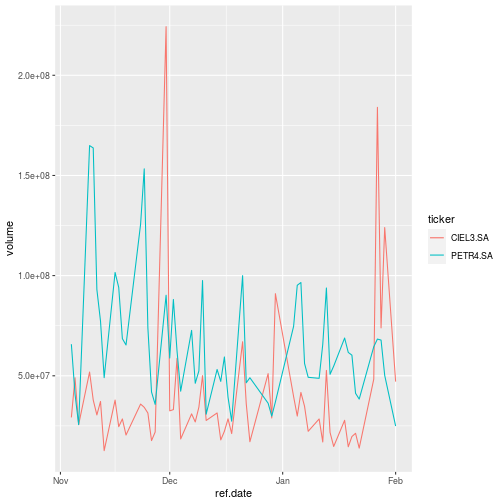 2.0e+08
1.5e+08
1.0e+08
5.0e+07
volume
Nov
Dec
Jan
Feb
ref.date
ticker
CIEL3.SA
PETR4.SA